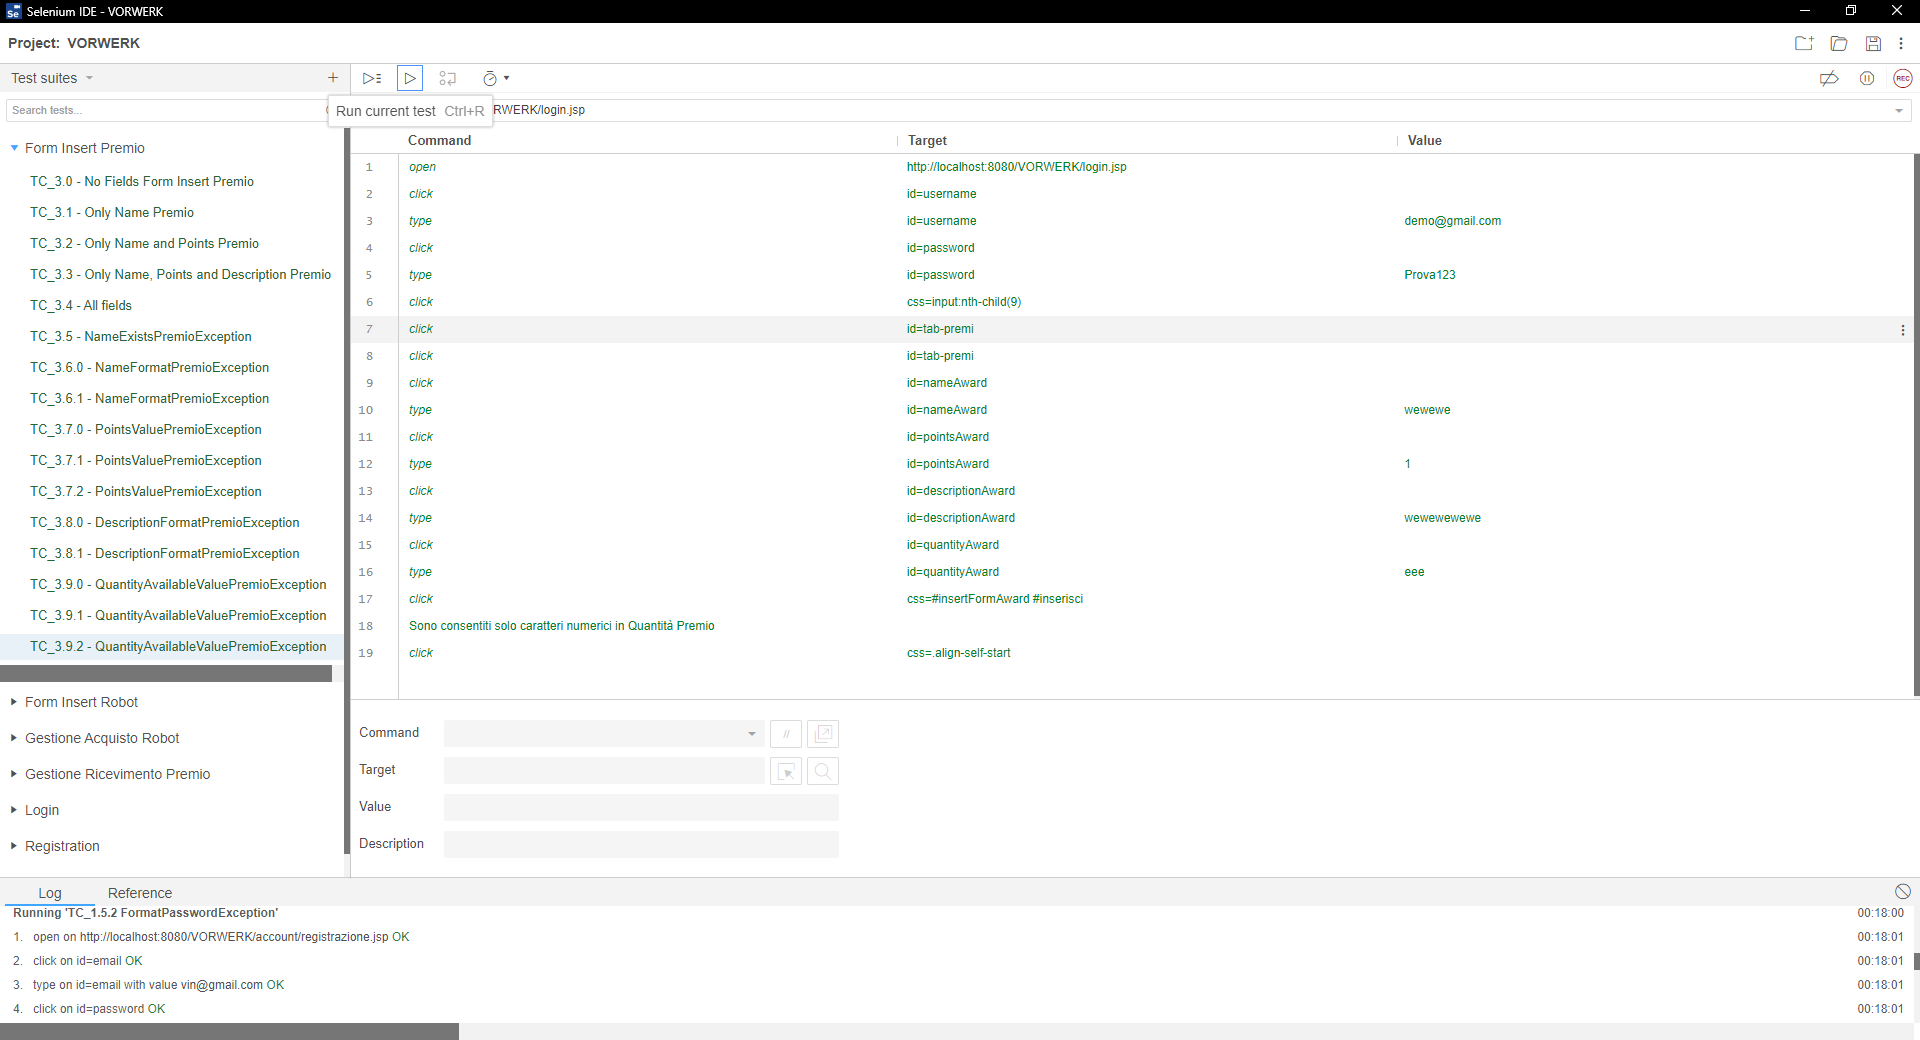 Selenium IDE - VORWERK
Project: VORWERK
Test suites
Run current test Ctrl+R
Search tests...
RWERK/login.jsp
Command Target Value
Form Insert Premio
TC_3.0 - No Fields Form Insert Premio
TC_3.1 - Only Name Premio
TC_3.2 - Only Name and Points Premio
TC_3.3 - Only Name, Points and Description Premio
TC_3.4 - All fields
TC_3.5 - NameExistsPremioException
TC_3.6.0 - NameFormatPremioException
TC_3.6.1 - NameFormatPremioException
TC_3.7.0 - PointsValuePremioException
TC_3.7.1 - PointsValuePremioException
TC_3.7.2 - PointsValuePremioException
TC_3.8.0 - DescriptionFormatPremioException
TC_3.8.1 - DescriptionFormatPremioException
TC_3.9.0 - QuantityAvailableValuePremioException
TC_3.9.1 - QuantityAvailableValuePremioException
TC_3.9.2 - QuantityAvailableValuePremioException
Form Insert Robot
Gestione Acquisto Robot
Gestione Ricevimento Premio
Login
Registration
1 open http://localhost:8080/VORWERK/login.jsp
2 click id=username
3 type id=username demo@gmail.com
4 click id=password
5 type id=password Prova123
6 click css=input:nth-child(9)
7 click id=tab-premi
8 click id=tab-premi
9 click id=nameAward
10 type id=nameAward wewewe
11 click id=pointsAward
12 type id=pointsAward 1
13 click id=descriptionAward
14 type id=descriptionAward wewewewewe
15 click id=quantityAward
16 type id=quantityAward eee
17 click css=#insertFormAward #inserisci
18 Sono consentiti solo caratteri numerici in Quantità Premio
19 click css=.align-self-start
Command //
Target
Value
Description
REC
Log Reference
Running 'TC_1.5.2 FormatPasswordException' 00:18:00
1. open on http://localhost:8080/VORWERK/account/registrazione.jsp OK 00:18:01
2. click on id=email OK 00:18:01
3. type on id=email with value vin@gmail.com OK 00:18:01
4. click on id=password OK 00:18:01